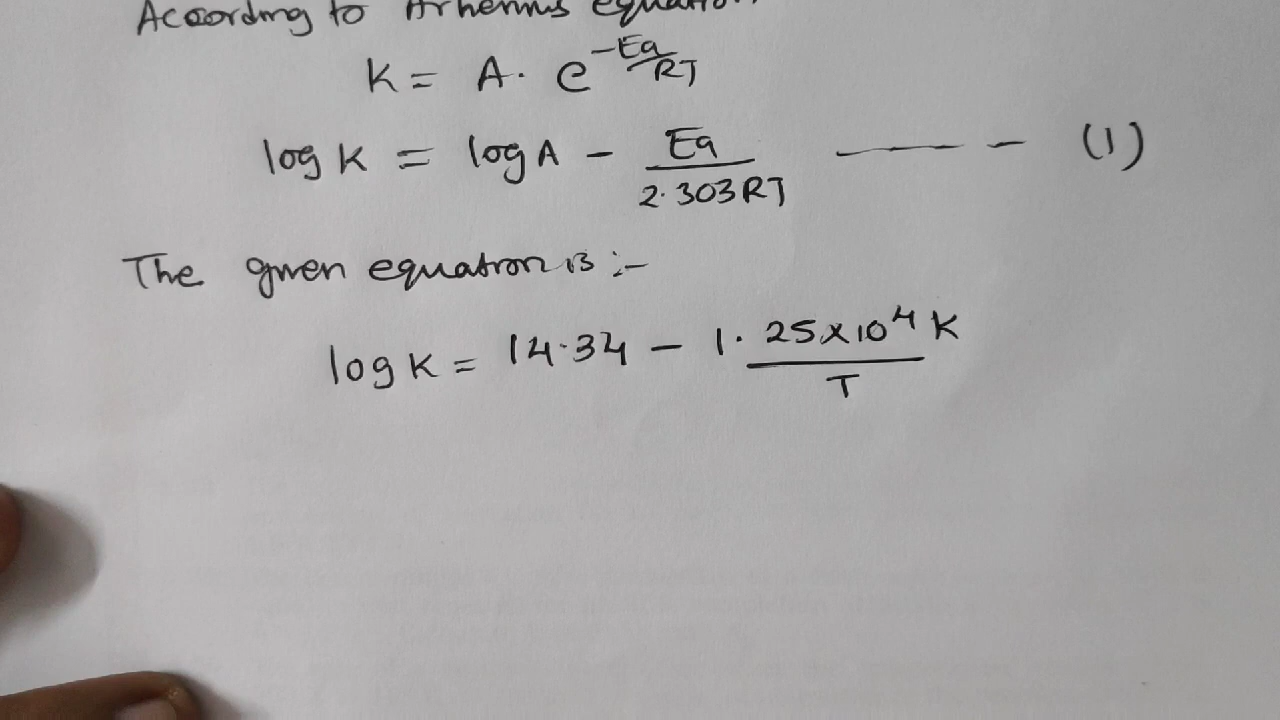 According to Arhenius equation
K = A. e^-Ea/RT
log K = log A - Ea/2.303RT ——— - (1)
The given equation is :-
log K = 14.34 - 1.25x10^4 K/T